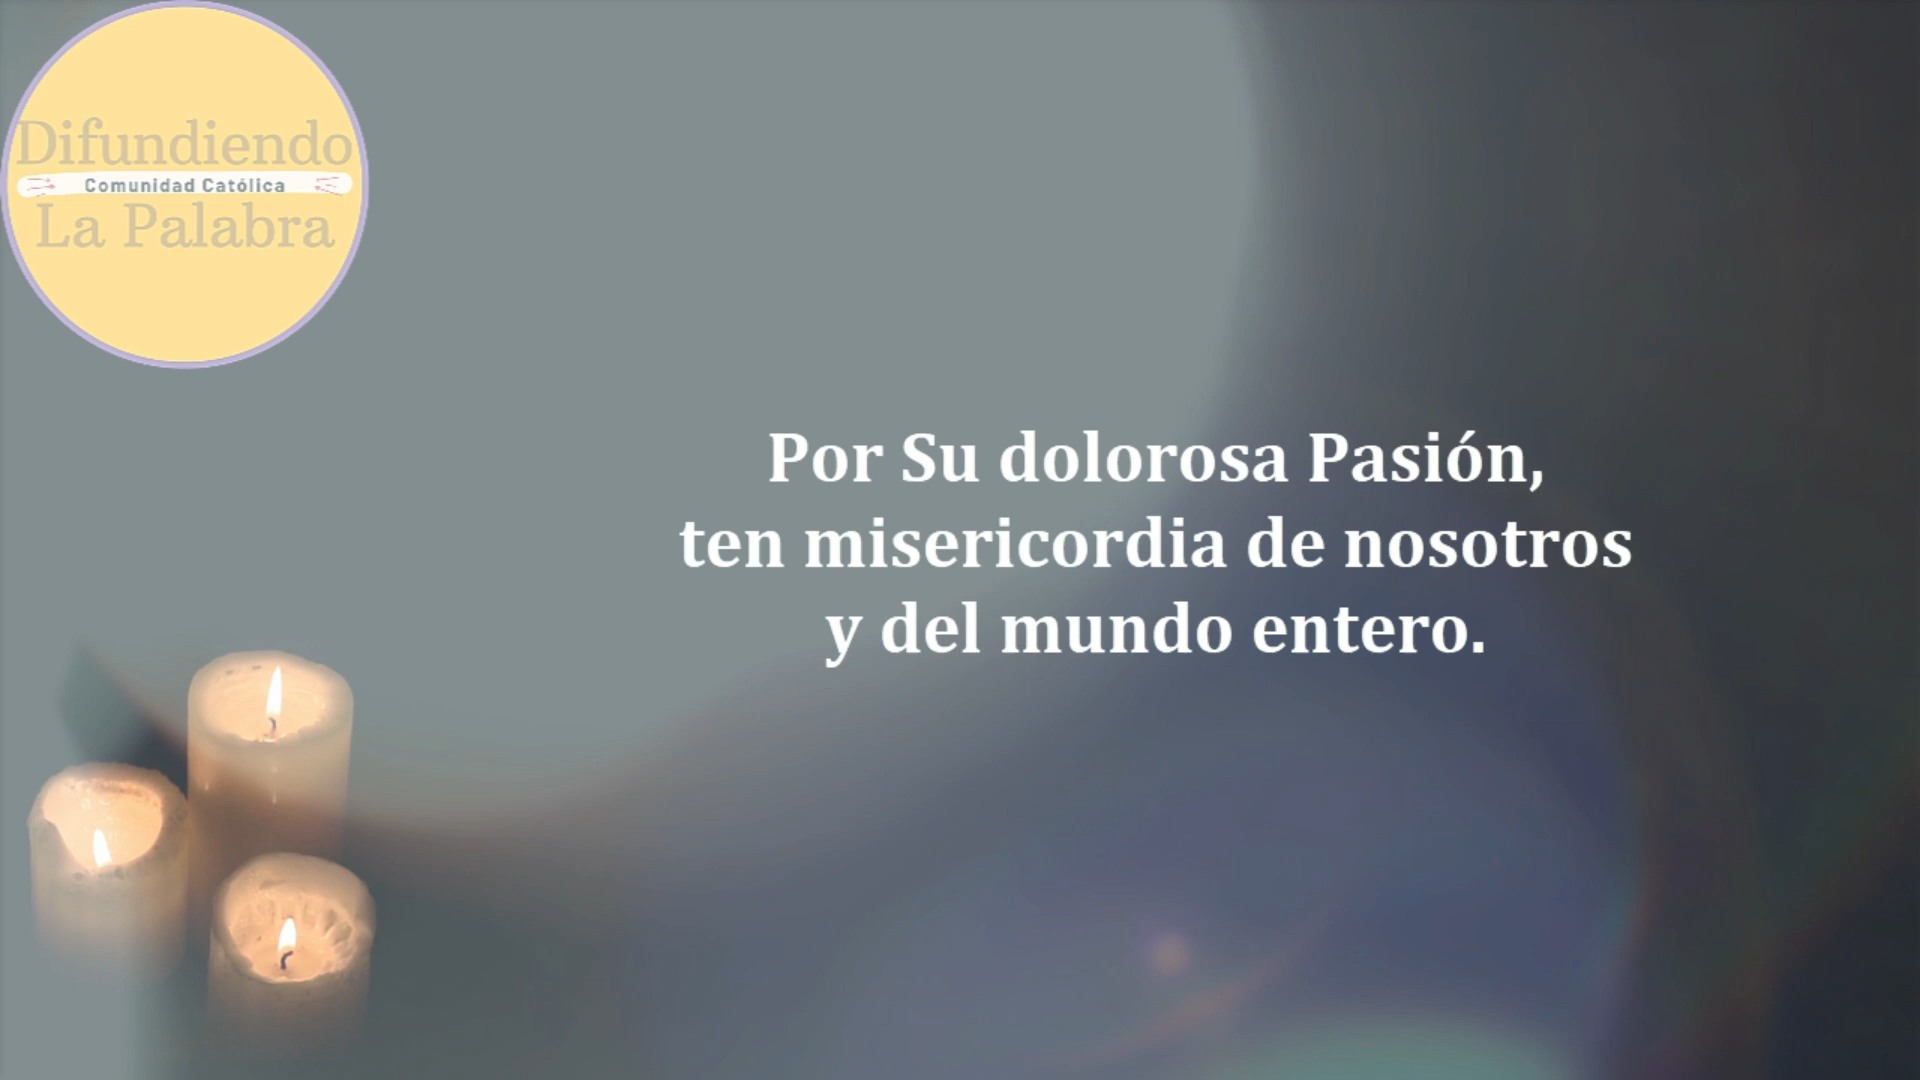 Difundiendo
Comunidad Católica
La Palabra
Por Su dolorosa Pasión,
ten misericordia de nosotros
y del mundo entero.